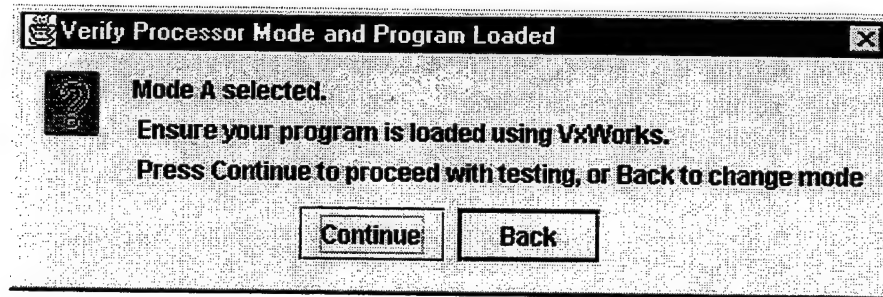 Verify Processor Mode and Program Loaded
Mode A selected.
Ensure your program is loaded using VxWorks.
Press Continue to proceed with testing, or Back to change mode
Continue Back